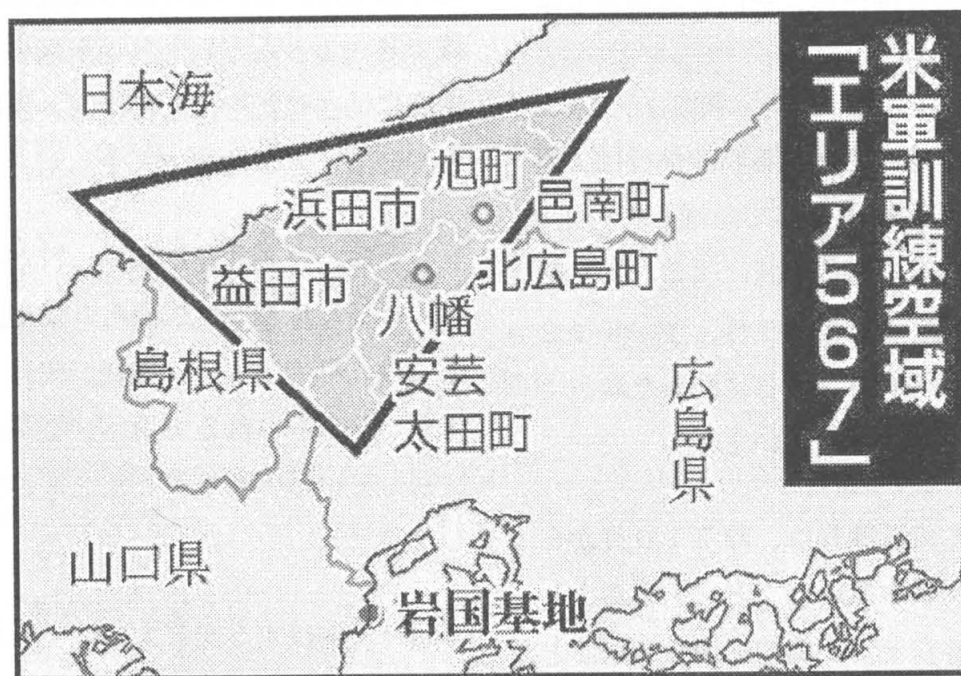 米軍訓練空域
「エリア567」
日本海
旭町
浜田市
邑南町
益田市
北広島町
八幡
島根県
安芸
太田町
広島県
山口県
岩国基地